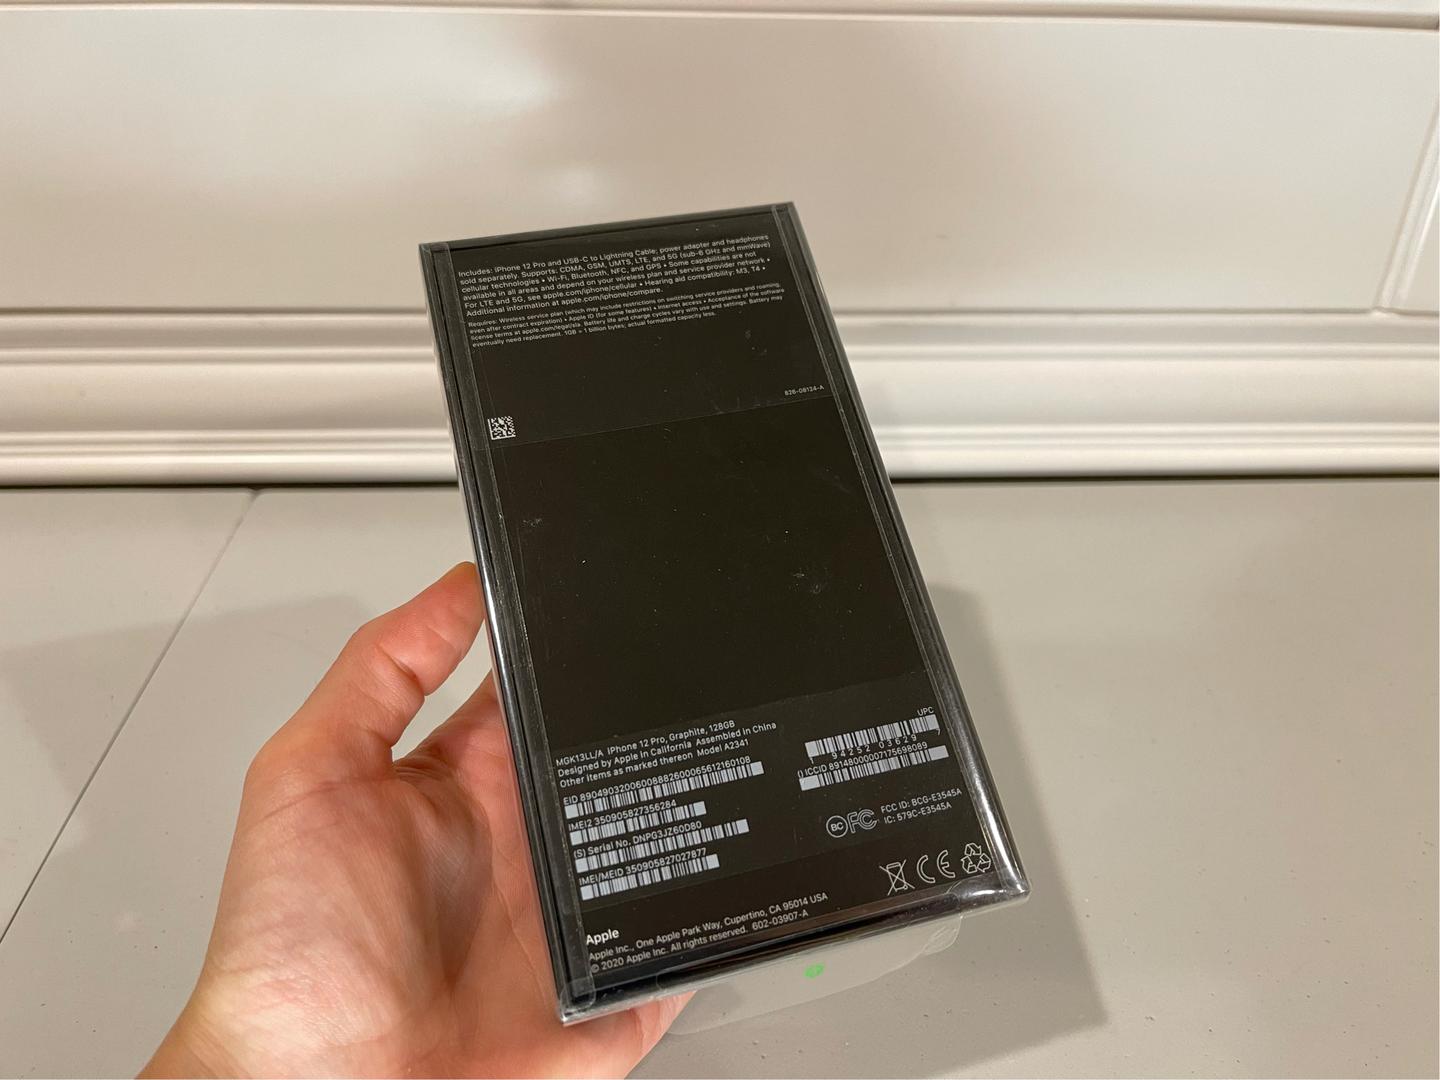 Includes: iPhone 12 Pro and USB-C to Lightning Cable; power adapter and headphones
sold separately. Supports: CDMA, GSM, UMTS, LTE, and 5G (sub-6 GHz and mmWave)
cellular technologies • Wi-Fi, Bluetooth, NFC, and GPS • Some capabilities are not
available in all areas and depend on your wireless plan and service provider network •
For LTE and 5G, see apple.com/iphone/cellular • Hearing aid compatibility: M3, T4 •
Additional information at apple.com/iphone/compare.
Requires: Wireless service plan (which may include restrictions on switching service providers and roaming,
even after contract expiration) • Apple ID (for some features) • Internet access • Acceptance of the software
license terms at apple.com/legal/sla. Battery life and charge cycles vary with use and settings. Battery may
eventually need replacement. 1GB = 1 billion bytes; actual formatted capacity less.
826-08124-A
MGK13LL/A iPhone 12 Pro, Graphite, 128GB
Designed by Apple in California Assembled in China
Other items as marked thereon Model A2341
EID 89049032006008882600065612160108
IMEI2 350905827356284
(S) Serial No. DNPG3JZ60D80
IMEI/MEID 350905827027877
UPC
1 94252 03629
() ICCID 89148000007175698089
BC FC
FCC ID: BCG-E3545A
IC: 579C-E3545A
CE
Apple
Apple Inc., One Apple Park Way, Cupertino, CA 95014 USA
© 2020 Apple Inc. All rights reserved. 602-03907-A